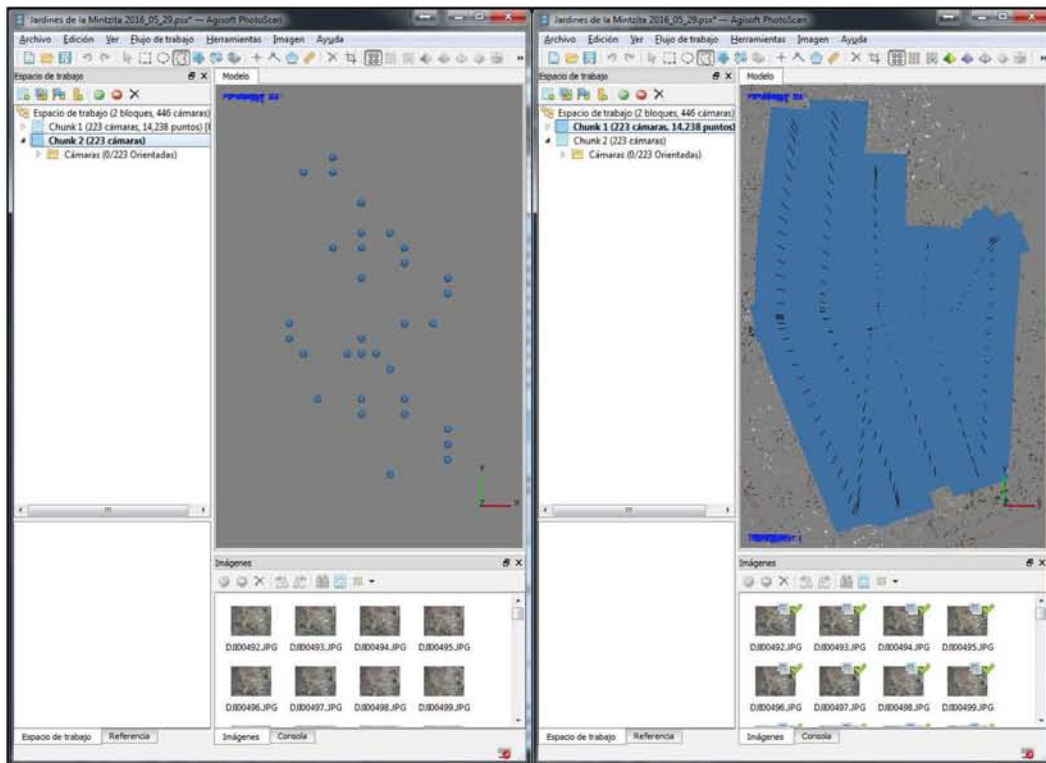 Jardines de la Mintzita 2016_05_29.psx* — Agisoft PhotoScan
Archivo Edición Ver Flujo de trabajo Herramientas Imagen Ayuda
Espacio de trabajo
Modelo
Espacio de trabajo (2 bloques, 446 cámaras)
Chunk 1 (223 cámaras, 14,238 puntos) [
Chunk 2 (223 cámaras)
Cámaras (0/223 Orientadas)
Y
Z X
Imágenes
DJI00492.JPG DJI00493.JPG DJI00494.JPG DJI00495.JPG
DJI00496.JPG DJI00497.JPG DJI00498.JPG DJI00499.JPG
Espacio de trabajo Referencia
Imágenes Consola
Jardines de la Mintzita 2016_05_29.psx* — Agisoft PhotoScan
Archivo Edición Ver Flujo de trabajo Herramientas Imagen Ayuda
Espacio de trabajo
Modelo
Espacio de trabajo (2 bloques, 446 cámaras)
Chunk 1 (223 cámaras, 14,238 puntos)
Chunk 2 (223 cámaras)
Cámaras (0/223 Orientadas)
Imágenes
DJI00492.JPG DJI00493.JPG DJI00494.JPG DJI00495.JPG
DJI00496.JPG DJI00497.JPG DJI00498.JPG DJI00499.JPG
Espacio de trabajo Referencia
Imágenes Consola